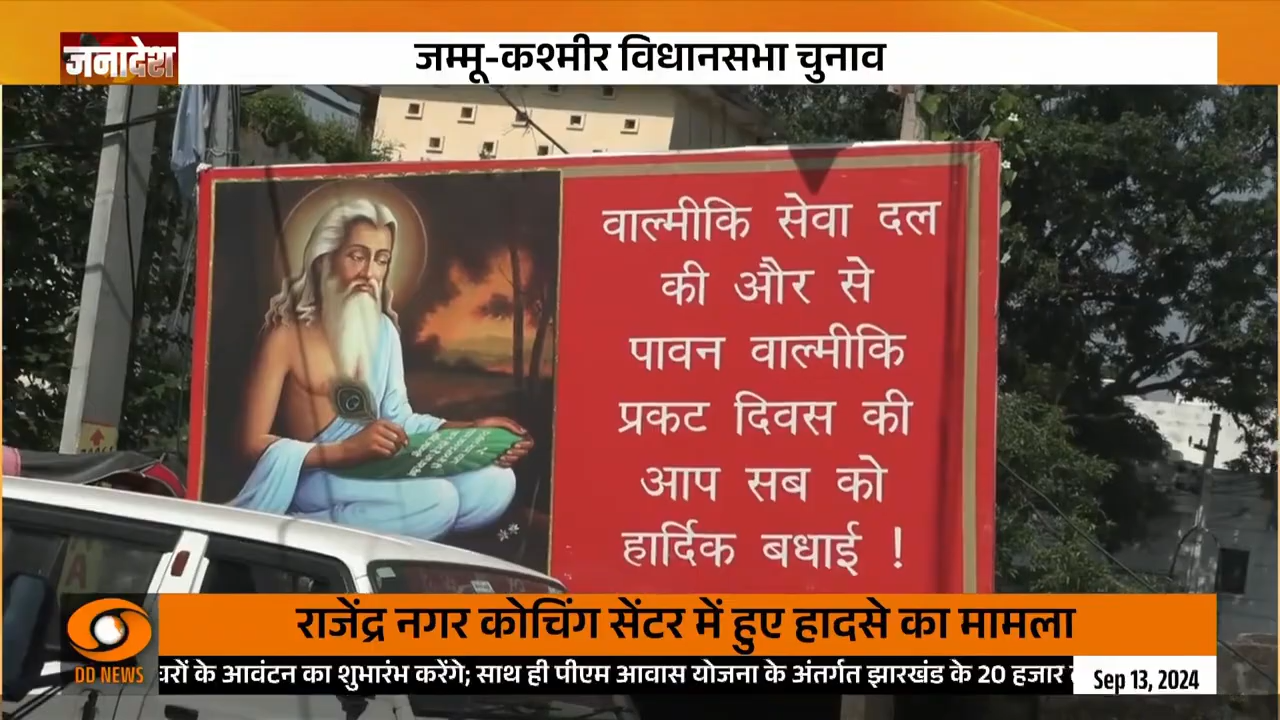 जनादेश
जम्मू-कश्मीर विधानसभा चुनाव
वाल्मीकि सेवा दल
की और से
पावन वाल्मीकि
प्रकट दिवस की
आप सब को
हार्दिक बधाई !
राजेंद्र नगर कोचिंग सेंटर में हुए हादसे का मामला
DD NEWS
के आवंटन का शुभारंभ करेंगे; साथ ही पीएम आवास योजना के अंतर्गत झारखंड के 20 हजार
Sep 13, 2024